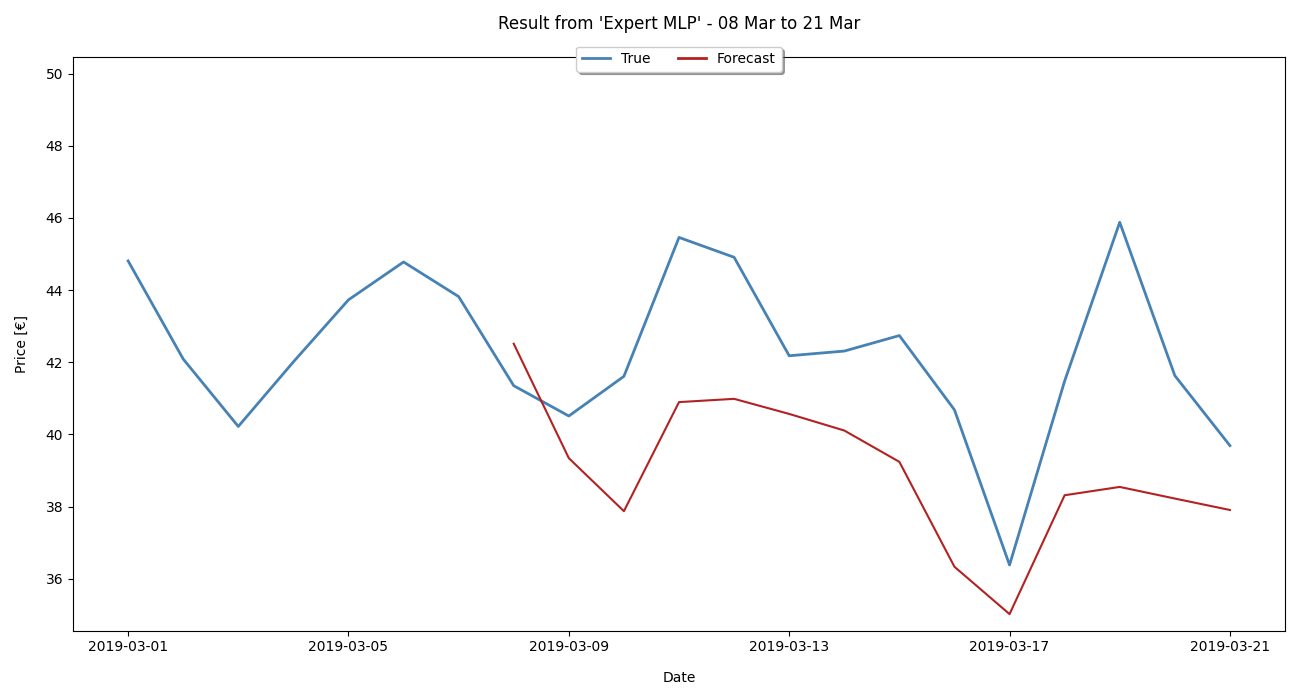 Result from 'Expert MLP' - 08 Mar to 21 Mar
True Forecast
50
48
46
44
42
40
38
36
Price [€]
2019-03-01 2019-03-05 2019-03-09 2019-03-13 2019-03-17 2019-03-21
Date